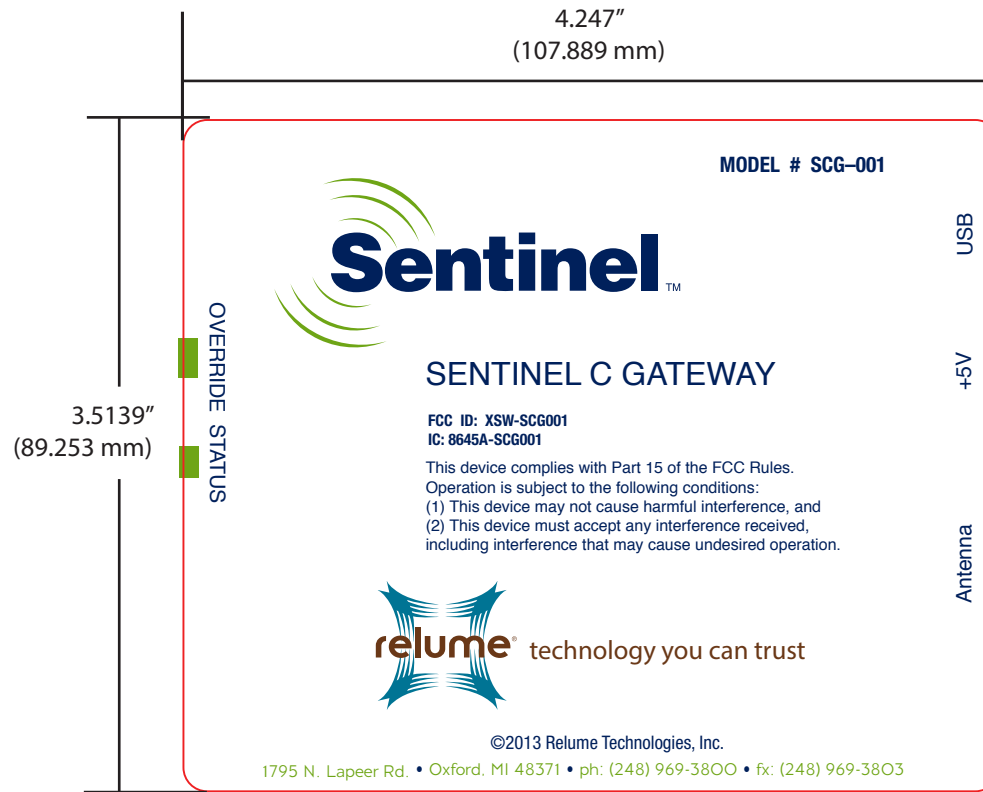 4.247”
(107.889 mm)
MODEL # SCG–001
Sentinel™
USB
OVERRIDE STATUS
+5V
SENTINEL C GATEWAY
3.5139”
(89.253 mm)
FCC ID: XSW-SCG001
IC: 8645A-SCG001
This device complies with Part 15 of the FCC Rules.
Operation is subject to the following conditions:
(1) This device may not cause harmful interference, and
(2) This device must accept any interference received,
including interference that may cause undesired operation.
Antenna
relume® technology you can trust
©2013 Relume Technologies, Inc.
1795 N. Lapeer Rd. • Oxford, MI 48371 • ph: (248) 969-3800 • fx: (248) 969-3803